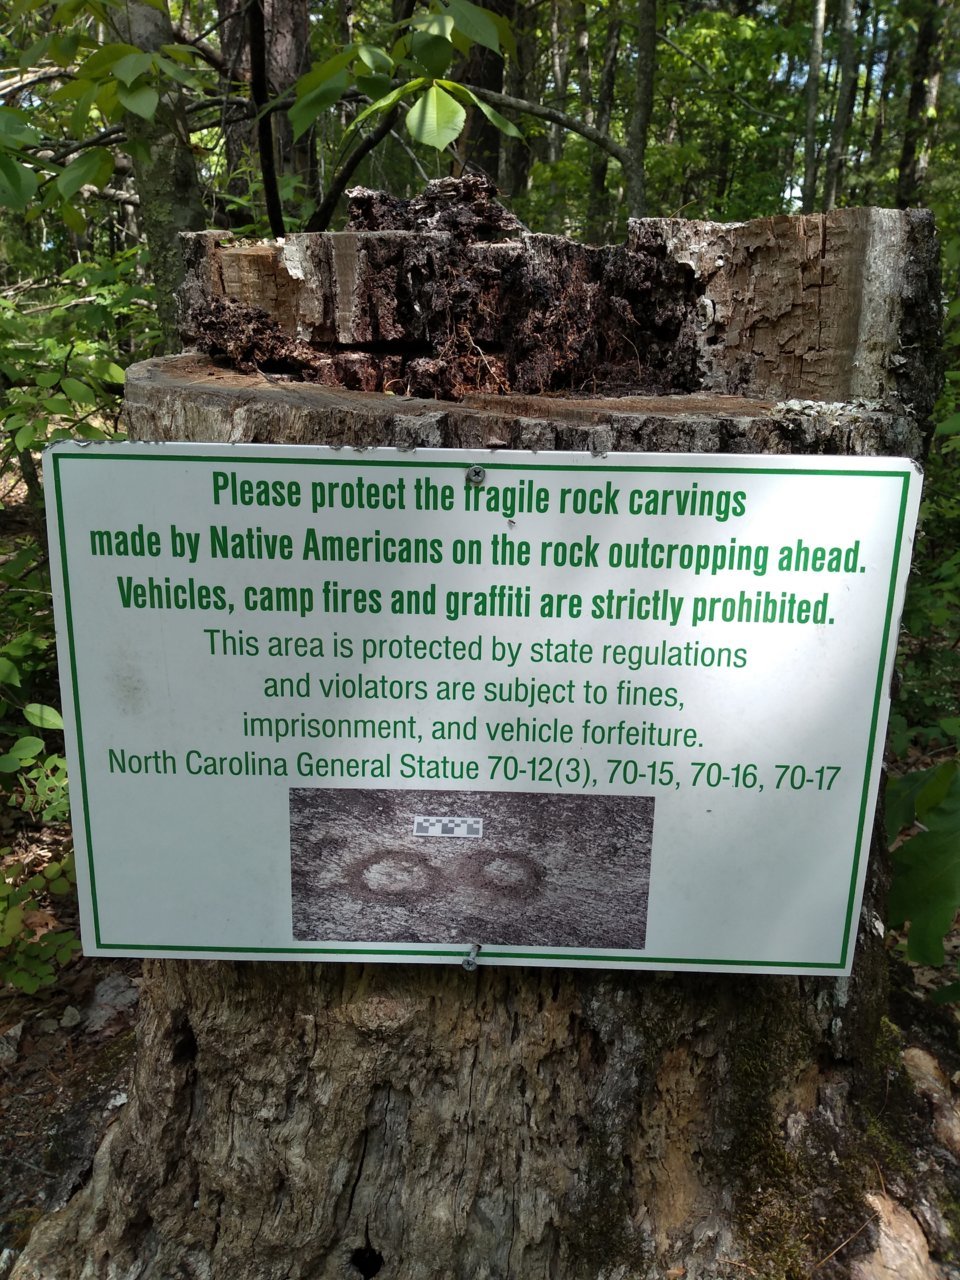 Please protect the fragile rock carvings
made by Native Americans on the rock outcropping ahead.
Vehicles, camp fires and graffiti are strictly prohibited.
This area is protected by state regulations
and violators are subject to fines,
imprisonment, and vehicle forfeiture.
North Carolina General Statue 70-12(3), 70-15, 70-16, 70-17